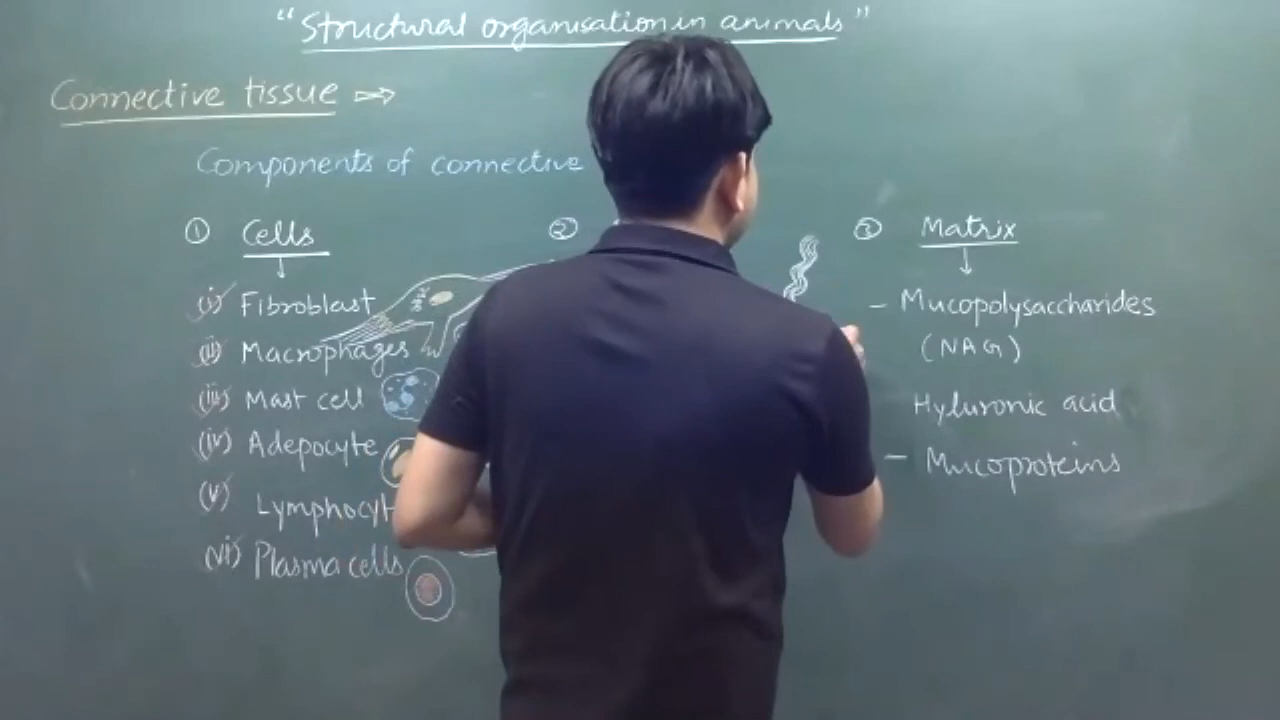 "Structural organisation in animals"
Connective tissue ⇒
Components of connective
① Cells
(i) Fibroblast
(ii) Macrophages
(iii) Mast cell
(iv) Adepocyte
(v) Lymphocyt
(vi) Plasma cells
②
③ Matrix
- Mucopolysaccharides
(NAG)
Hyluronic acid
- Mucoproteins